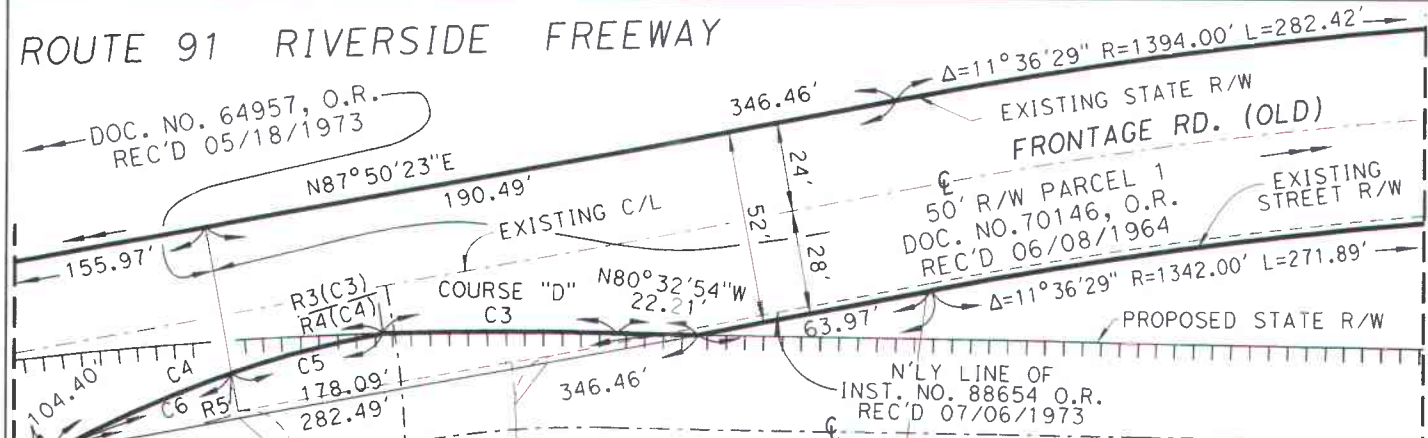 ROUTE 91 RIVERSIDE FREEWAY
DOC. NO. 64957, O.R.
REC'D 05/18/1973
N87°50'23"E
190.49'
155.97'
346.46'
Δ=11°36'29" R=1394.00' L=282.42'
EXISTING STATE R/W
FRONTAGE RD. (OLD)
24'
52'
28'
EXISTING C/L
℄
50' R/W PARCEL 1
DOC. NO.70146, O.R.
REC'D 06/08/1964
EXISTING
STREET R/W
R3(C3)
R4(C4)
COURSE "D"
C3
N80°32'54"W
22.21'
63.97'
Δ=11°36'29" R=1342.00' L=271.89'
PROPOSED STATE R/W
104.40'
C4
C5
C6
R5
178.09'
282.49'
346.46'
N'LY LINE OF
INST. NO. 88654 O.R.
REC'D 07/06/1973
℄